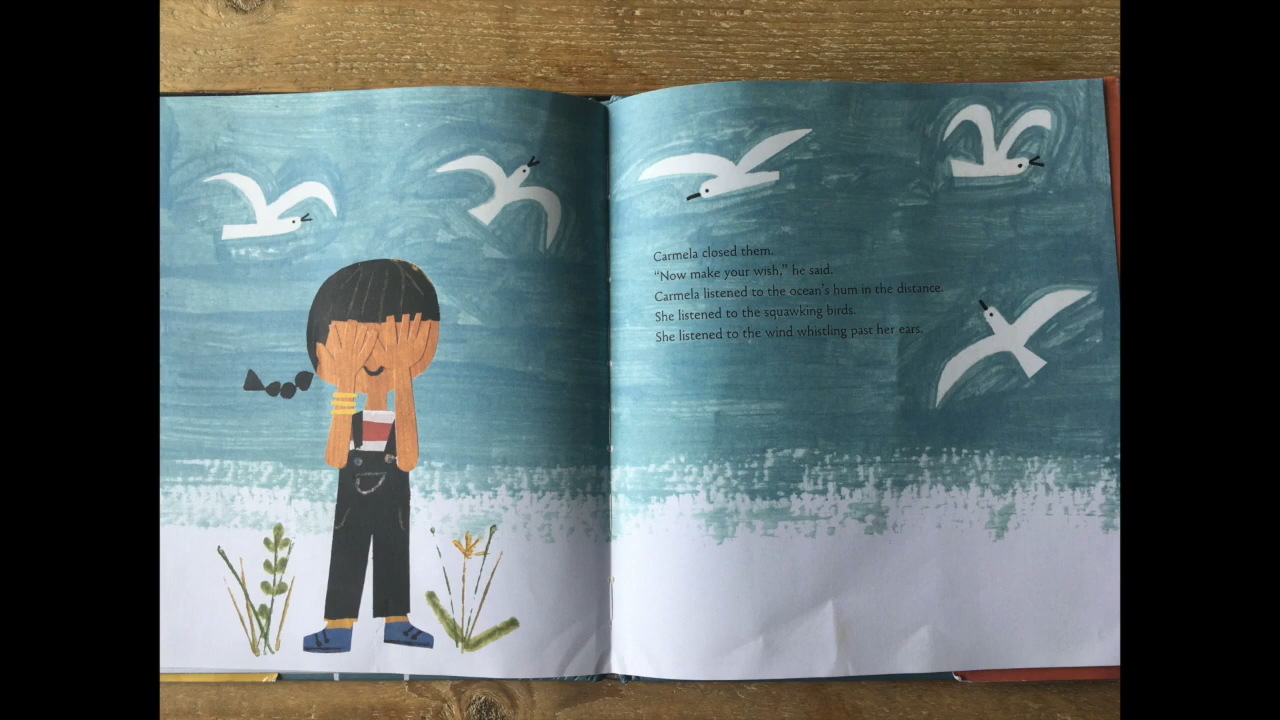 Carmela closed them.
“Now make your wish,” he said.
Carmela listened to the ocean’s hum in the distance.
She listened to the squawking birds.
She listened to the wind whistling past her ears.